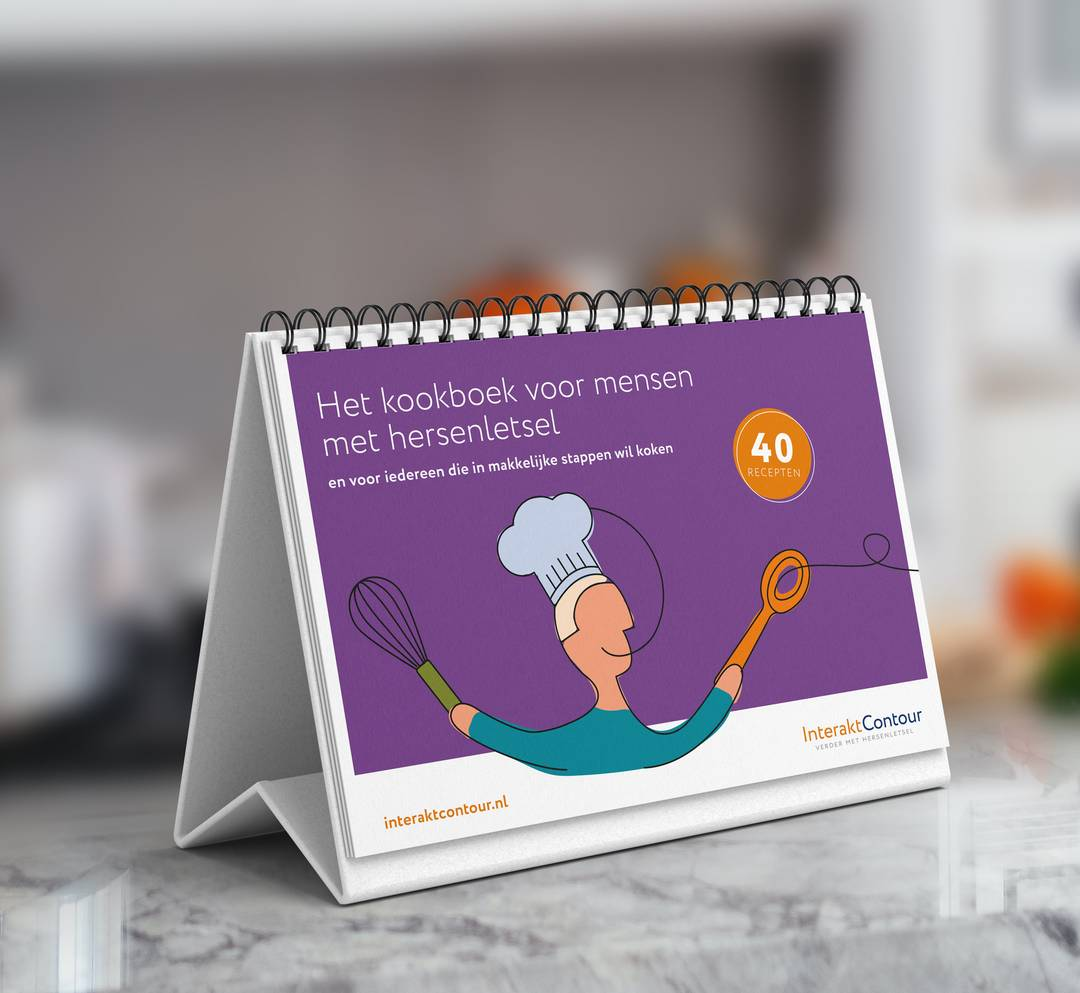 Het kookboek voor mensen
met hersenletsel
en voor iedereen die in makkelijke stappen wil koken
40
RECEPTEN
InteraktContour
VERDER MET HERSENLETSEL
interaktcontour.nl